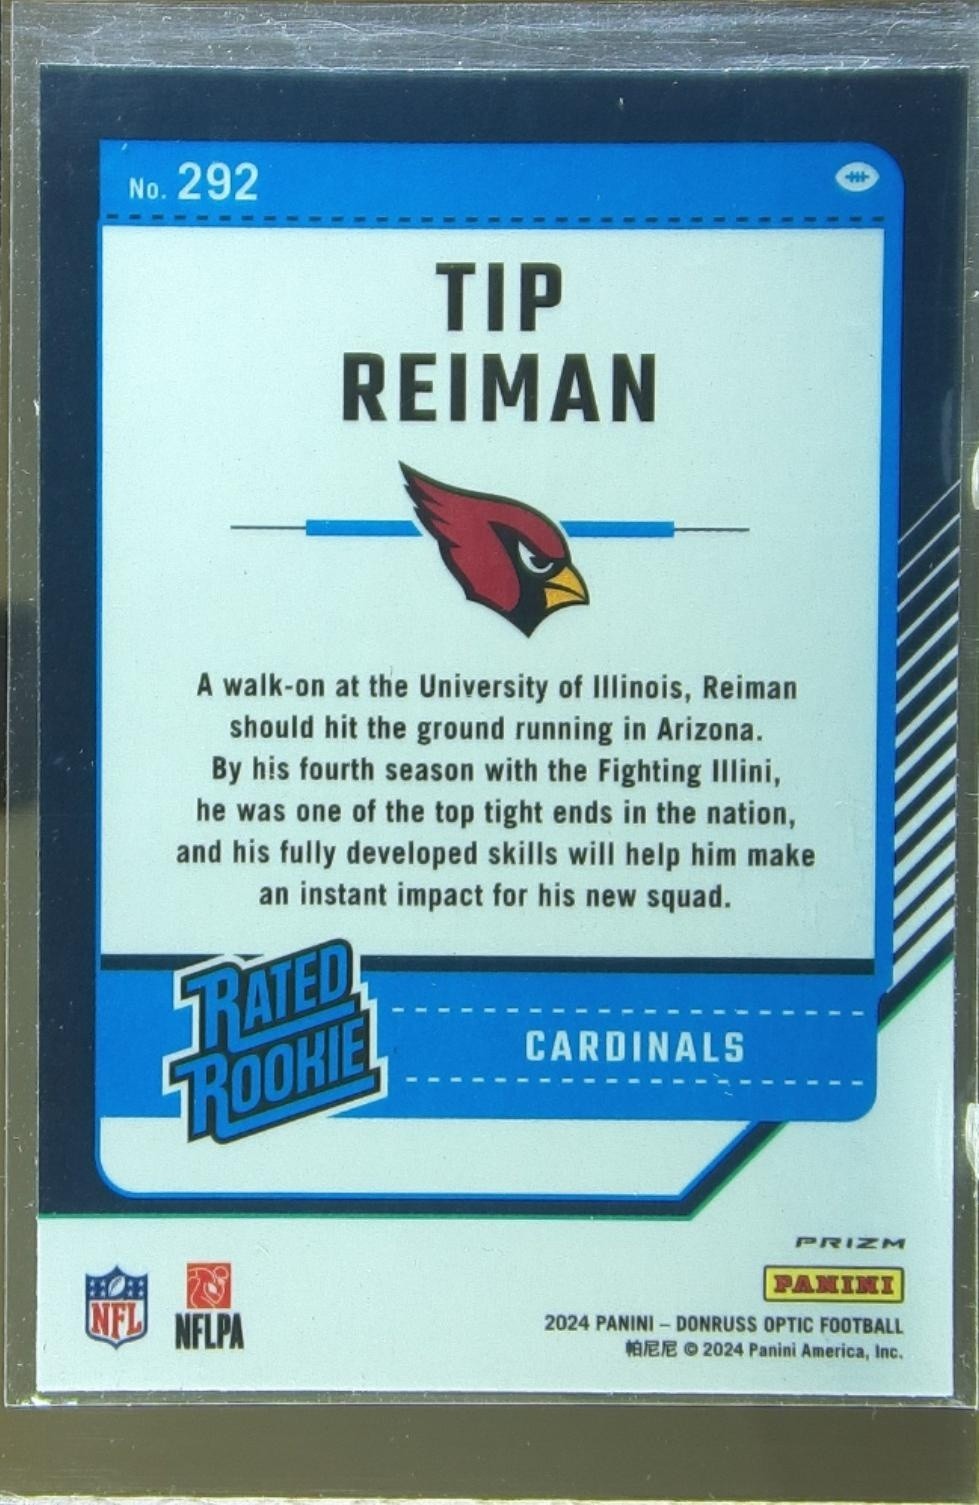 No. 292
TIP
REIMAN
A walk-on at the University of Illinois, Reiman
should hit the ground running in Arizona.
By his fourth season with the Fighting Illini,
he was one of the top tight ends in the nation,
and his fully developed skills will help him make
an instant impact for his new squad.
RATED
ROOKIE
CARDINALS
PRIZM
PANINI
NFL
NFLPA
2024 PANINI – DONRUSS OPTIC FOOTBALL
帕尼尼 © 2024 Panini America, Inc.